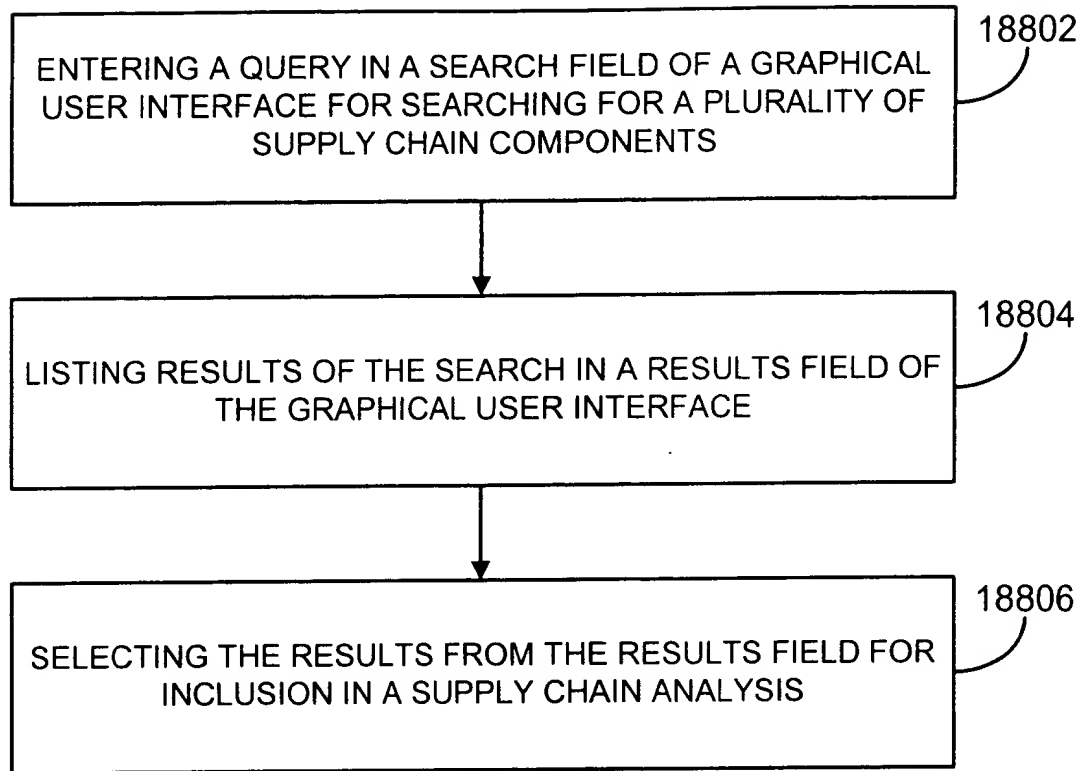 18802
ENTERING A QUERY IN A SEARCH FIELD OF A GRAPHICAL
USER INTERFACE FOR SEARCHING FOR A PLURALITY OF
SUPPLY CHAIN COMPONENTS
18804
LISTING RESULTS OF THE SEARCH IN A RESULTS FIELD OF
THE GRAPHICAL USER INTERFACE
18806
SELECTING THE RESULTS FROM THE RESULTS FIELD FOR
INCLUSION IN A SUPPLY CHAIN ANALYSIS